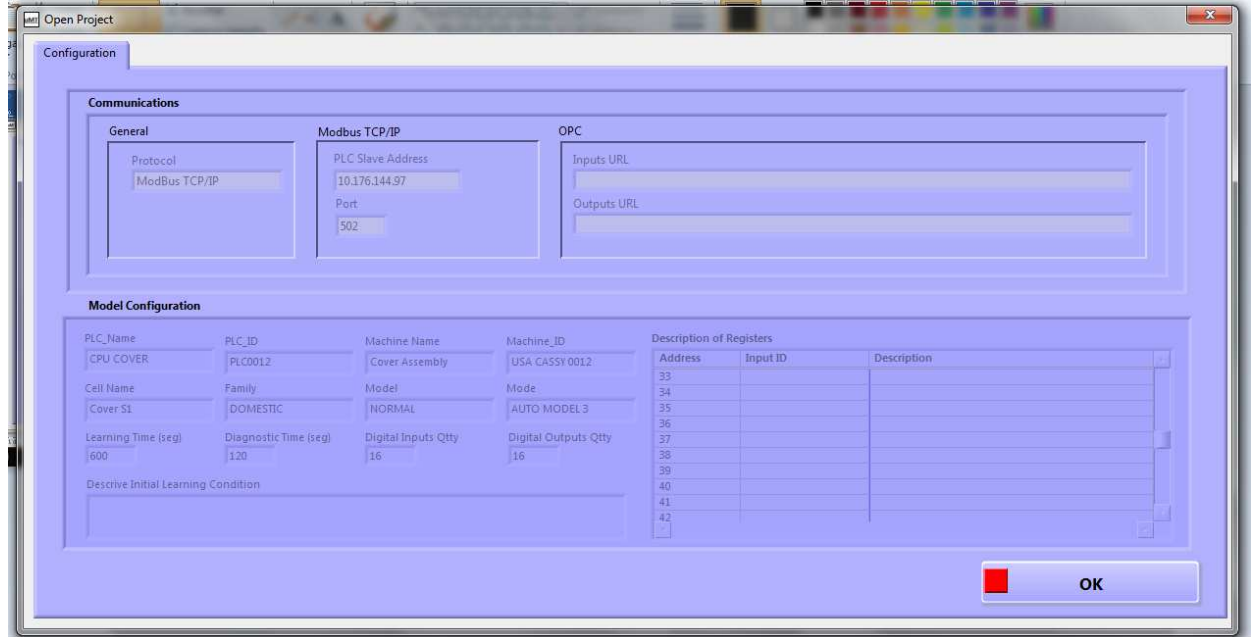 uMT Open Project
Configuration
Communications
General
Protocol
ModBus TCP/IP
Modbus TCP/IP
PLC Slave Address
10.176.144.97
Port
502
OPC
Inputs URL
Outputs URL
Model Configuration
PLC_Name PLC_ID Machine Name Machine_ID
CPU COVER PLC0012 Cover Assembly USA CASSY 0012
Cell Name Family Model Mode
Cover S1 DOMESTIC NORMAL AUTO MODEL 3
Learning Time (seg) Diagnostic Time (seg) Digital Inputs Qtty Digital Outputs Qtty
600 120 16 16
Descrive Initial Learning Condition
Description of Registers
Address Input ID Description
33
34
35
36
37
38
39
40
41
42
OK